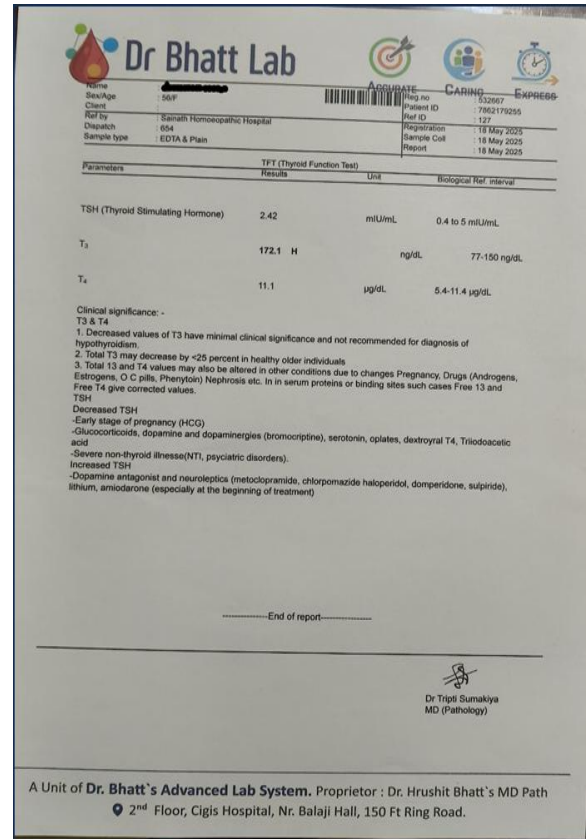 Dr Bhatt Lab
ACCURATE CARING EXPRESS
Name :
Sex/Age : 56/F
Client
Ref by : Sainath Homoeopathic Hospital
Dispatch : 654
Sample type : EDTA & Plain
Reg.no : 532667
Patient ID : 7862179255
Ref ID : 127
Registration : 18 May 2025
Sample Coll : 18 May 2025
Report : 18 May 2025
TFT (Thyroid Function Test)
Parameters Results Unit Biological Ref. interval
TSH (Thyroid Stimulating Hormone) 2.42 mIU/mL 0.4 to 5 mIU/mL
T₃ 172.1 H ng/dL 77-150 ng/dL
T₄ 11.1 µg/dL 5.4-11.4 µg/dL
Clinical significance: -
T3 & T4
1. Decreased values of T3 have minimal clinical significance and not recommended for diagnosis of
hypothyroidism.
2. Total T3 may decrease by <25 percent in healthy older individuals
3. Total 13 and T4 values may also be altered in other conditions due to changes Pregnancy, Drugs (Androgens,
Estrogens, O C pills, Phenytoin) Nephrosis etc. In in serum proteins or binding sites such cases Free 13 and
Free T4 give corrected values.
TSH
Decreased TSH
-Early stage of pregnancy (HCG)
-Glucocorticoids, dopamine and dopaminergies (bromocriptine), serotonin, oplates, dextroyral T4, Triiodoacetic
acid
-Severe non-thyroid illnesse(NTI, psyciatric disorders).
Increased TSH
-Dopamine antagonist and neuroleptics (metoclopramide, chlorpomazide haloperidol, domperidone, sulpiride),
lithium, amiodarone (especially at the beginning of treatment)
---------------End of report-----------------
Dr Tripti Sumakiya
MD (Pathology)
A Unit of Dr. Bhatt`s Advanced Lab System. Proprietor : Dr. Hrushit Bhatt`s MD Path
2nd Floor, Cigis Hospital, Nr. Balaji Hall, 150 Ft Ring Road.